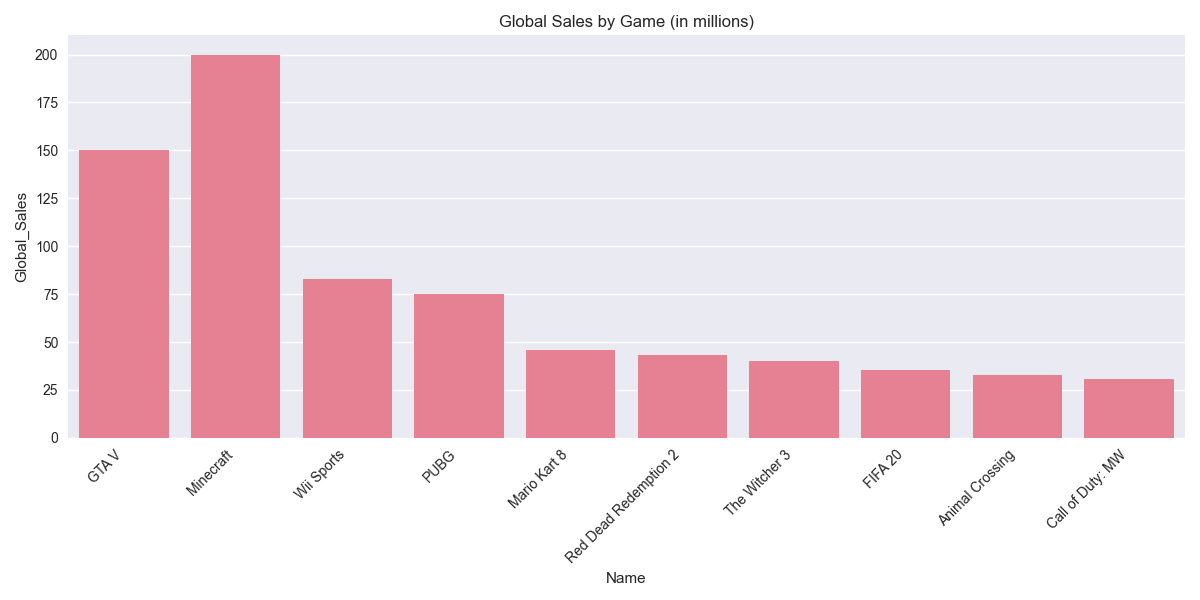 Global Sales by Game (in millions)
Global_Sales
200
175
150
125
100
75
50
25
0
GTA V
Minecraft
Wii Sports
PUBG
Mario Kart 8
Red Dead Redemption 2
The Witcher 3
FIFA 20
Animal Crossing
Call of Duty: MW
Name